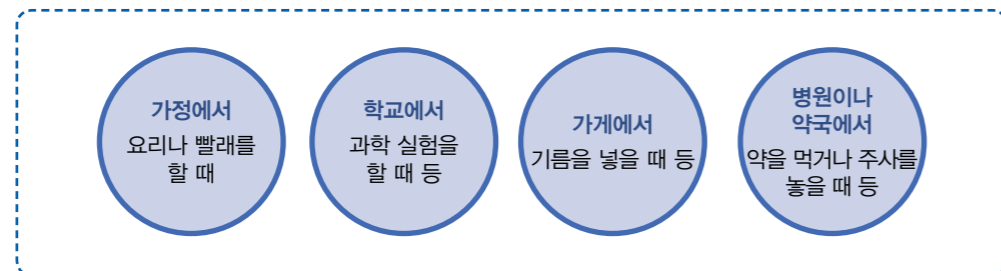 가정에서
요리나 빨래를
할 때
학교에서
과학 실험을
할 때 등
가게에서
기름을 넣을 때 등
병원이나
약국에서
약을 먹거나 주사를
놓을 때 등